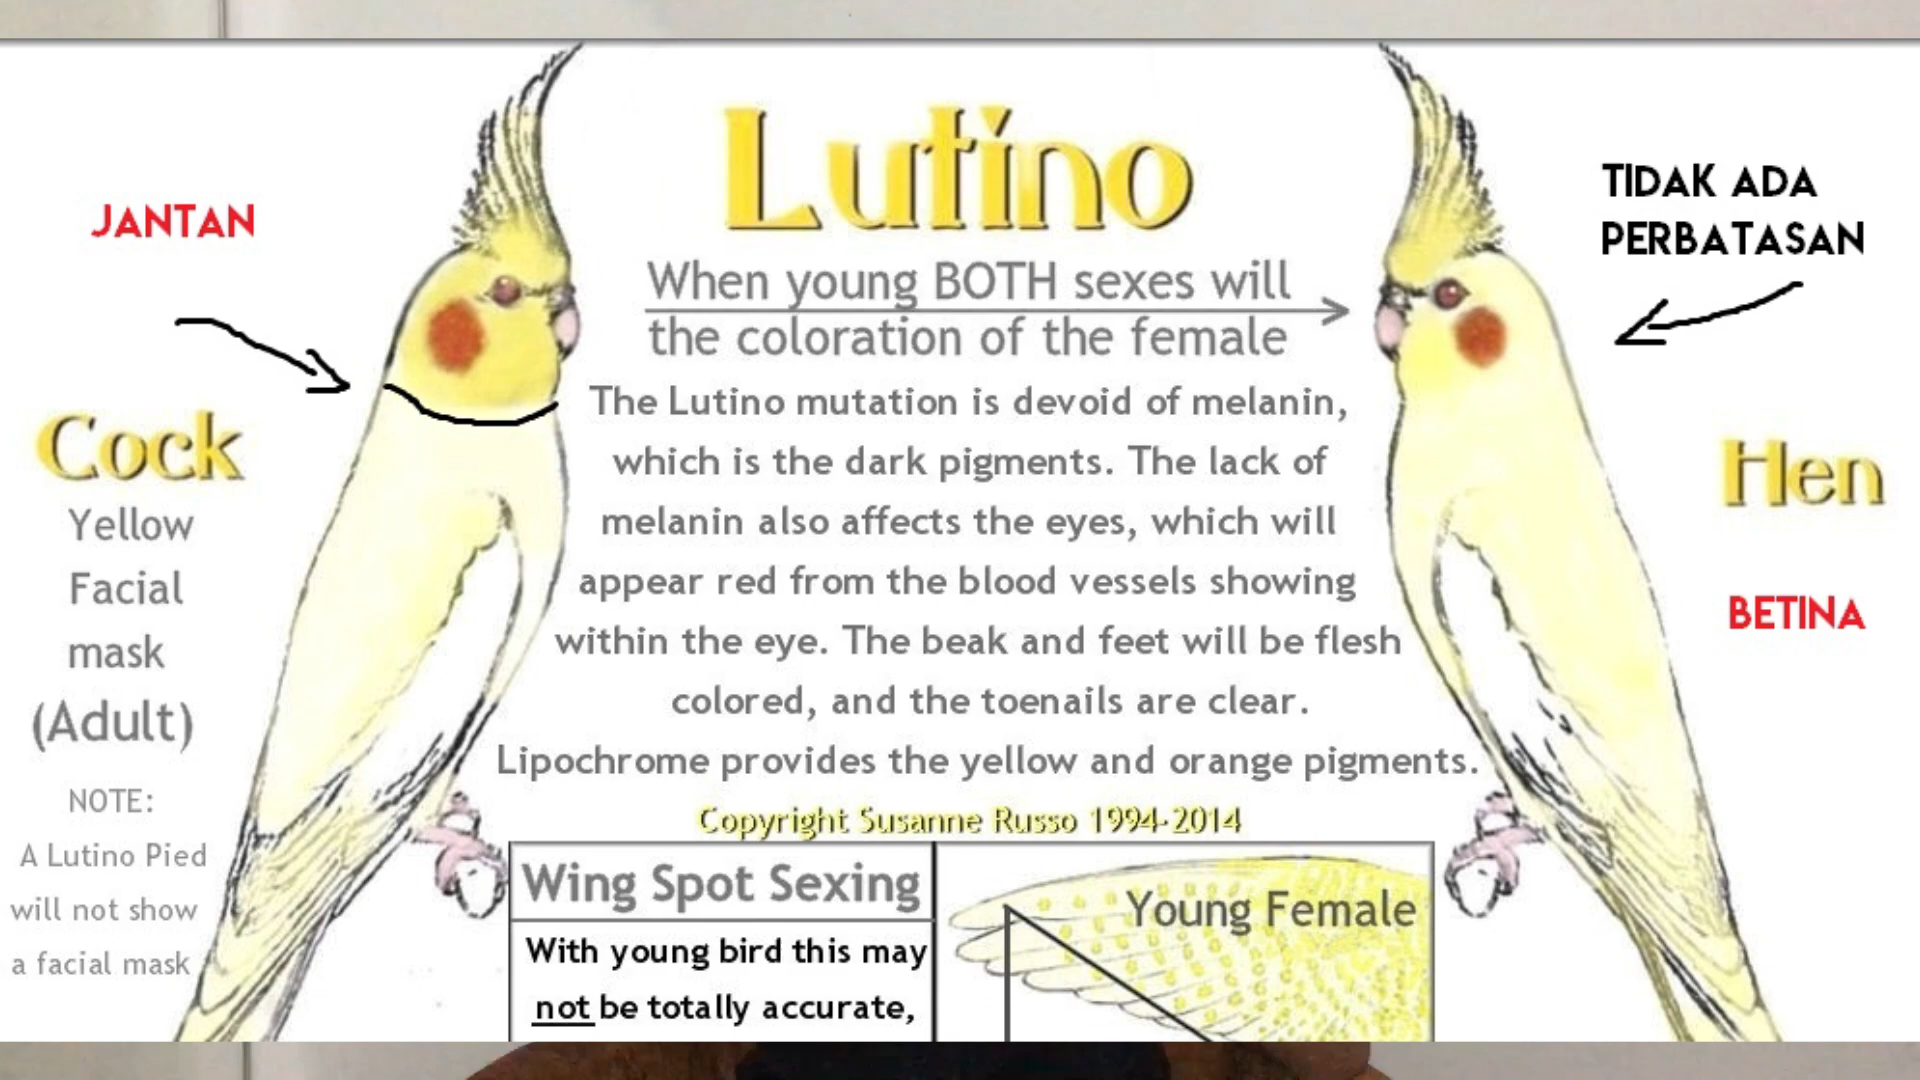 Lutino
When young BOTH sexes will
the coloration of the female
The Lutino mutation is devoid of melanin,
which is the dark pigments. The lack of
melanin also affects the eyes, which will
appear red from the blood vessels showing
within the eye. The beak and feet will be flesh
colored, and the toenails are clear.
Lipochrome provides the yellow and orange pigments.
Copyright Susanne Russo 1994-2014
JANTAN
Cock
Yellow
Facial
mask
(Adult)
NOTE:
A Lutino Pied
will not show
a facial mask
TIDAK ADA
PERBATASAN
Hen
BETINA
Wing Spot Sexing
With young bird this may
not be totally accurate,
Young Female